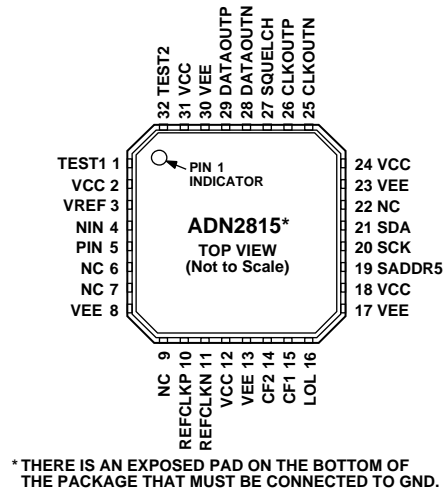 32 TEST2
31 VCC
30 VEE
29 DATAOUTP
28 DATAOUTN
27 SQUELCH
26 CLKOUTP
25 CLKOUTN
TEST1 1
VCC 2
VREF 3
NIN 4
PIN 5
NC 6
NC 7
VEE 8
PIN 1
INDICATOR
ADN2815*
TOP VIEW
(Not to Scale)
24 VCC
23 VEE
22 NC
21 SDA
20 SCK
19 SADDR5
18 VCC
17 VEE
NC 9
REFCLKP 10
REFCLKN 11
VCC 12
VEE 13
CF2 14
CF1 15
LOL 16
* THERE IS AN EXPOSED PAD ON THE BOTTOM OF
THE PACKAGE THAT MUST BE CONNECTED TO GND.